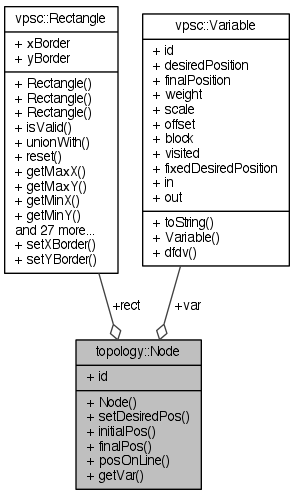 vpsc::Rectangle
+ xBorder
+ yBorder
+ Rectangle()
+ Rectangle()
+ Rectangle()
+ isValid()
+ unionWith()
+ reset()
+ getMaxX()
+ getMaxY()
+ getMinX()
+ getMinY()
and 27 more...
+ setXBorder()
+ setYBorder()
vpsc::Variable
+ id
+ desiredPosition
+ finalPosition
+ weight
+ scale
+ offset
+ block
+ visited
+ fixedDesiredPosition
+ in
+ out
+ toString()
+ Variable()
+ dfdv()
+rect
+var
topology::Node
+ id
+ Node()
+ setDesiredPos()
+ initialPos()
+ finalPos()
+ posOnLine()
+ getVar()